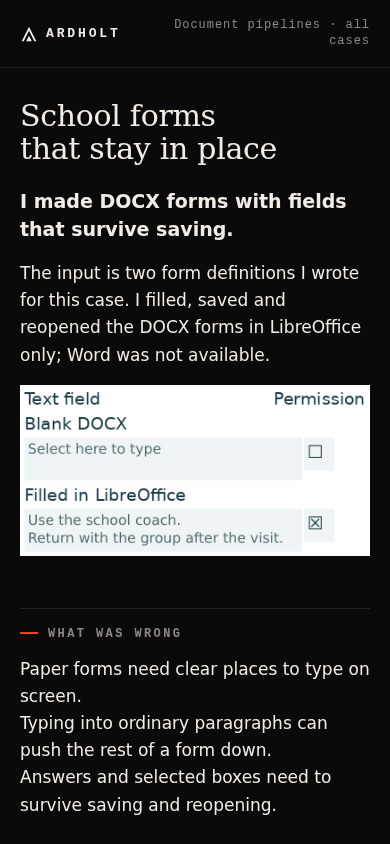 ARDHOLT
Document pipelines · all
cases
School forms
that stay in place
I made DOCX forms with fields
that survive saving.
The input is two form definitions I wrote
for this case. I filled, saved and
reopened the DOCX forms in LibreOffice
only; Word was not available.
Text field Permission
Blank DOCX
Select here to type ☐
Filled in LibreOffice
Use the school coach. ☒
Return with the group after the visit.
WHAT WAS WRONG
Paper forms need clear places to type on
screen.
Typing into ordinary paragraphs can
push the rest of a form down.
Answers and selected boxes need to
survive saving and reopening.